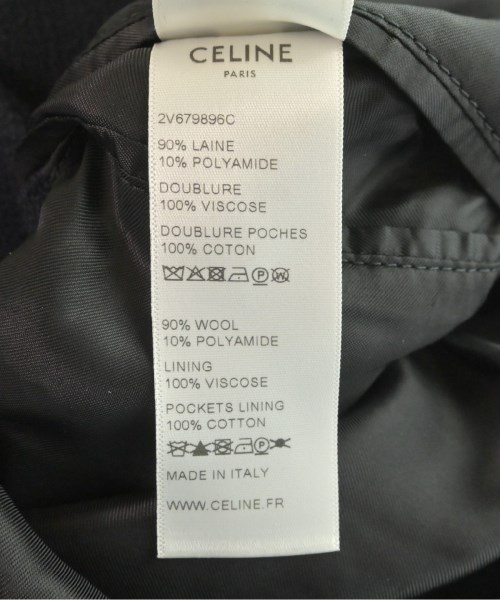 CELINE
PARIS
2V679896C
90% LAINE
10% POLYAMIDE
DOUBLURE
100% VISCOSE
DOUBLURE POCHES
100% COTON
P W
90% WOOL
10% POLYAMIDE
LINING
100% VISCOSE
POCKETS LINING
100% COTTON
P
MADE IN ITALY
WWW.CELINE.FR